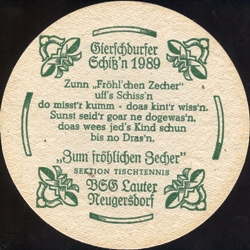 Gierschdurfer
Schiß'n 1989
Zunn „Fröhl'chen Zecher"
uff's Schiss'n
do misst'r kumm - doas kint'r wiss'n.
Sunst seid'r goar ne dogewas'n,
doas wees jed's Kind schun
bis no Dras'n.
„Zum fröhlichen Zecher"
SEKTION TISCHTENNIS
BSG Lautex
Neugersdorf